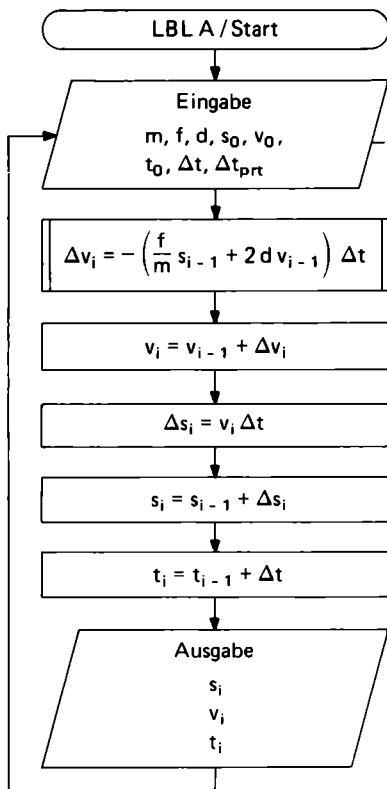 LBL A/Start
Eingabe
m, f, d, s₀, v₀,
t₀, Δt, Δt_prt
Δvᵢ = − (f/m sᵢ₋₁ + 2 d vᵢ₋₁) Δt
vᵢ = vᵢ₋₁ + Δvᵢ
Δsᵢ = vᵢ Δt
sᵢ = sᵢ₋₁ + Δsᵢ
tᵢ = tᵢ₋₁ + Δt
Ausgabe
sᵢ
vᵢ
tᵢ